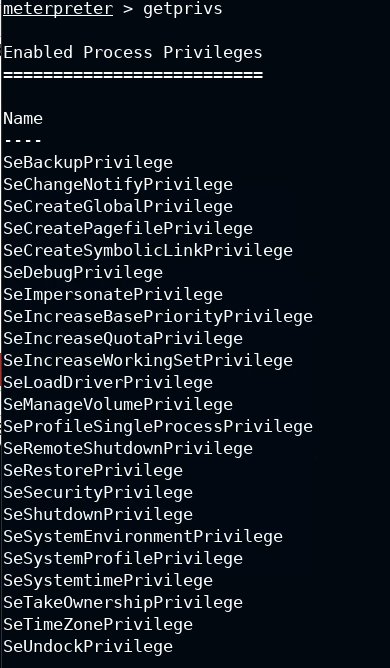 meterpreter > getprivs
Enabled Process Privileges
==========================
Name
----
SeBackupPrivilege
SeChangeNotifyPrivilege
SeCreateGlobalPrivilege
SeCreatePagefilePrivilege
SeCreateSymbolicLinkPrivilege
SeDebugPrivilege
SeImpersonatePrivilege
SeIncreaseBasePriorityPrivilege
SeIncreaseQuotaPrivilege
SeIncreaseWorkingSetPrivilege
SeLoadDriverPrivilege
SeManageVolumePrivilege
SeProfileSingleProcessPrivilege
SeRemoteShutdownPrivilege
SeRestorePrivilege
SeSecurityPrivilege
SeShutdownPrivilege
SeSystemEnvironmentPrivilege
SeSystemProfilePrivilege
SeSystemtimePrivilege
SeTakeOwnershipPrivilege
SeTimeZonePrivilege
SeUndockPrivilege